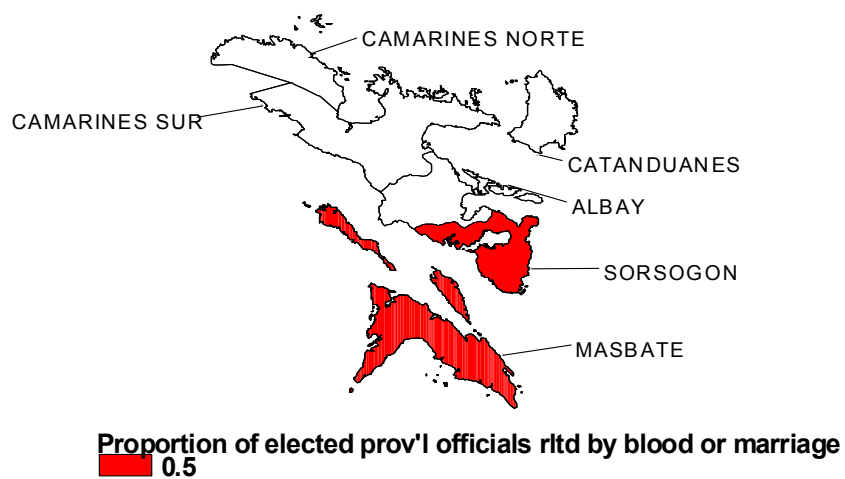 CAMARINES NORTE
CAMARINES SUR
CATANDUANES
ALBAY
SORSOGON
MASBATE
Proportion of elected prov'l officials rltd by blood or marriage
0.5